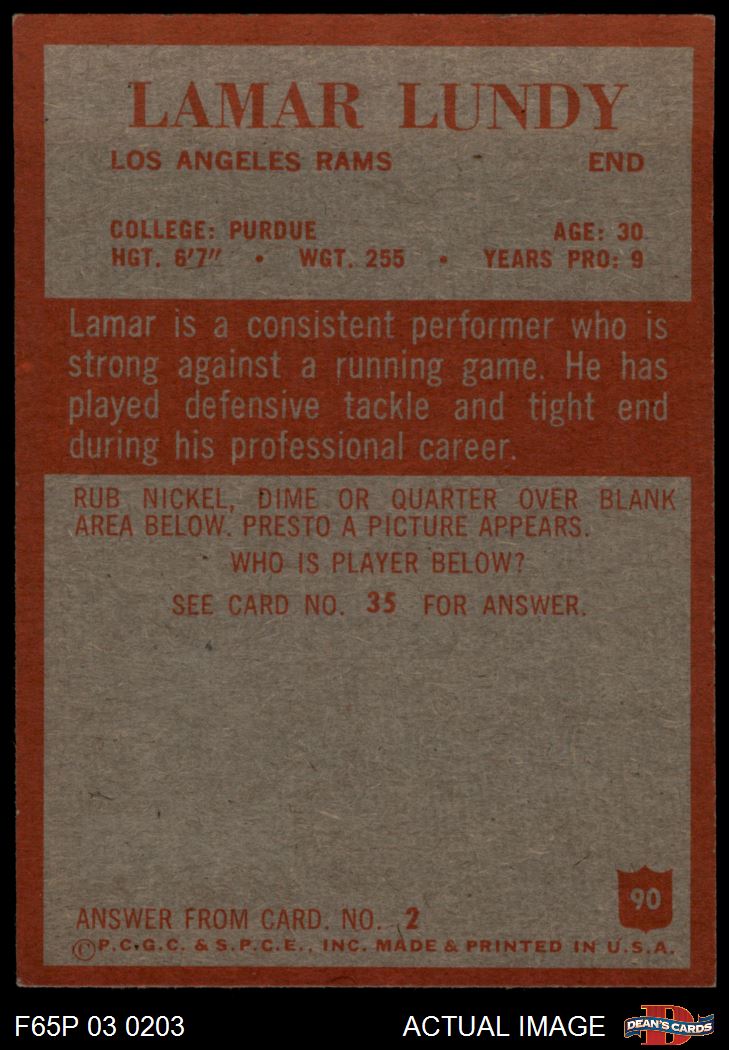 LAMAR LUNDY
LOS ANGELES RAMS END
COLLEGE: PURDUE AGE: 30
HGT. 6'7" • WGT. 255 • YEARS PRO: 9
Lamar is a consistent performer who is
strong against a running game. He has
played defensive tackle and tight end
during his professional career.
RUB NICKEL, DIME OR QUARTER OVER BLANK
AREA BELOW. PRESTO A PICTURE APPEARS.
WHO IS PLAYER BELOW?
SEE CARD NO. 35 FOR ANSWER.
90
ANSWER FROM CARD. NO. 2
©P.C.G.C. & S.P.C.E., INC. MADE & PRINTED IN U.S.A.
F65P 03 0203 ACTUAL IMAGE
D
DEAN'S CARDS